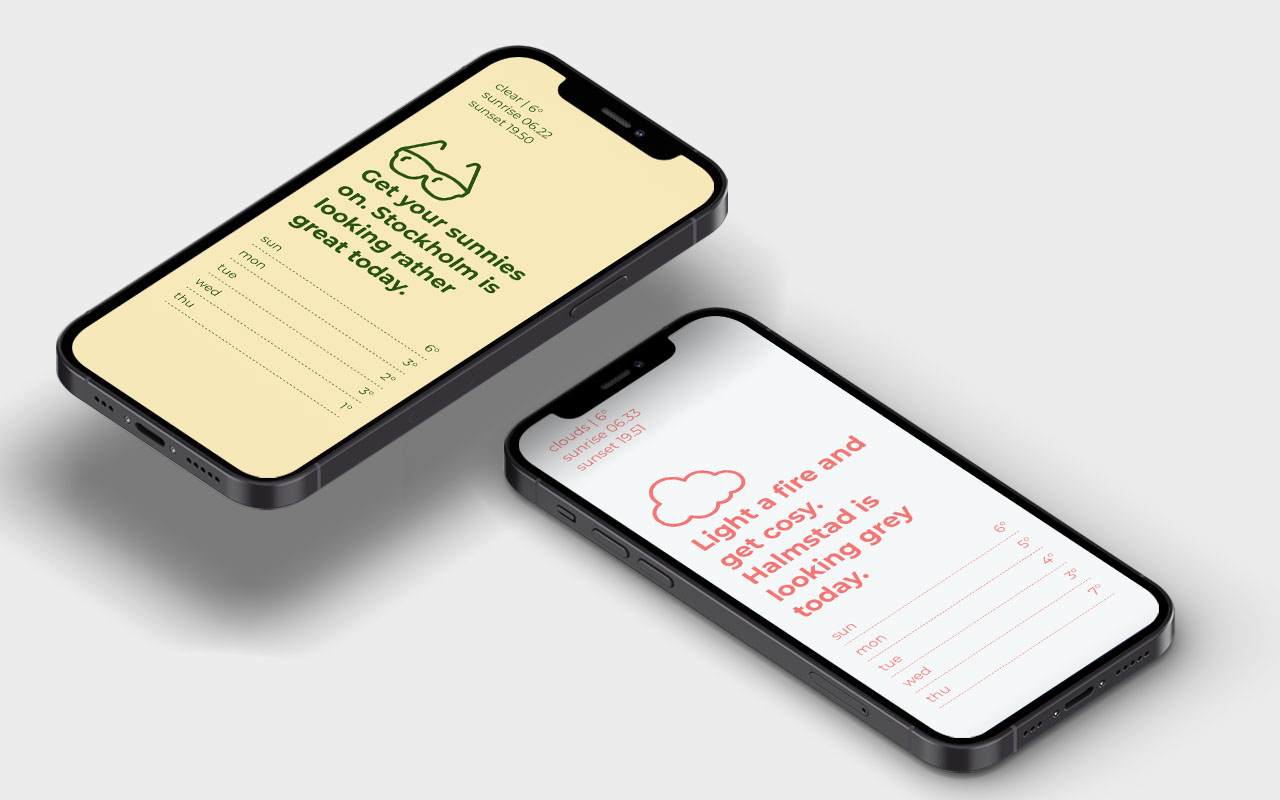 clear | 6°
sunrise 06.22
sunset 19.50
Get your sunnies
on. Stockholm is
looking rather
great today.
sun 6°
mon 3°
tue 2°
wed 3°
thu 1°
clouds | 6°
sunrise 06.33
sunset 19.51
Light a fire and
get cosy.
Halmstad is
looking grey
today.
sun 6°
mon 5°
tue 4°
wed 3°
thu 7°